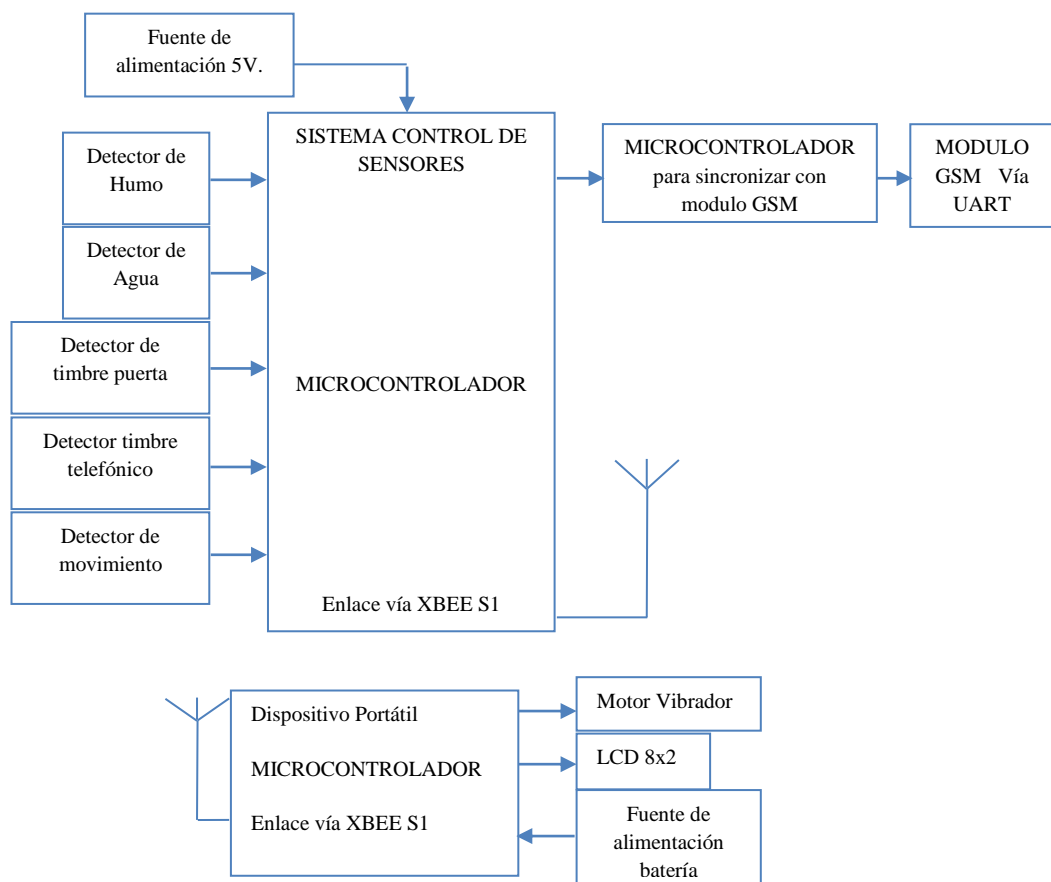 Fuente de
alimentación 5V.
SISTEMA CONTROL DE
SENSORES
MICROCONTROLADOR
para sincronizar con
modulo GSM
MODULO
GSM Vía
UART
Detector de
Humo
Detector de
Agua
Detector de
timbre puerta
MICROCONTROLADOR
Detector timbre
telefónico
Detector de
movimiento
Enlace vía XBEE S1
Dispositivo Portátil
MICROCONTROLADOR
Enlace vía XBEE S1
Motor Vibrador
LCD 8x2
Fuente de
alimentación
batería